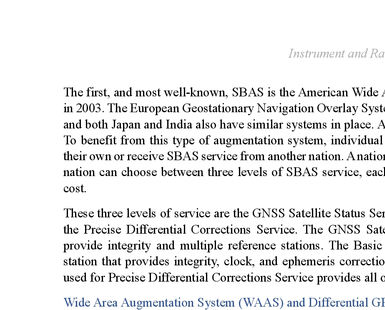 Instrument and Ra
The first, and most well-known, SBAS is the American Wide
in 2003. The European Geostationary Navigation Overlay Syste
and both Japan and India also have similar systems in place. A
To benefit from this type of augmentation system, individual
their own or receive SBAS service from another nation. A nation
nation can choose between three levels of SBAS service, eac
cost.
These three levels of service are the GNSS Satellite Status Ser
the Precise Differential Corrections Service. The GNSS Sate
provide integrity and multiple reference stations. The Basic
station that provides integrity, clock, and ephemeris correctio
used for Precise Differential Corrections Service provides all o
Wide Area Augmentation System (WAAS) and Differential GP